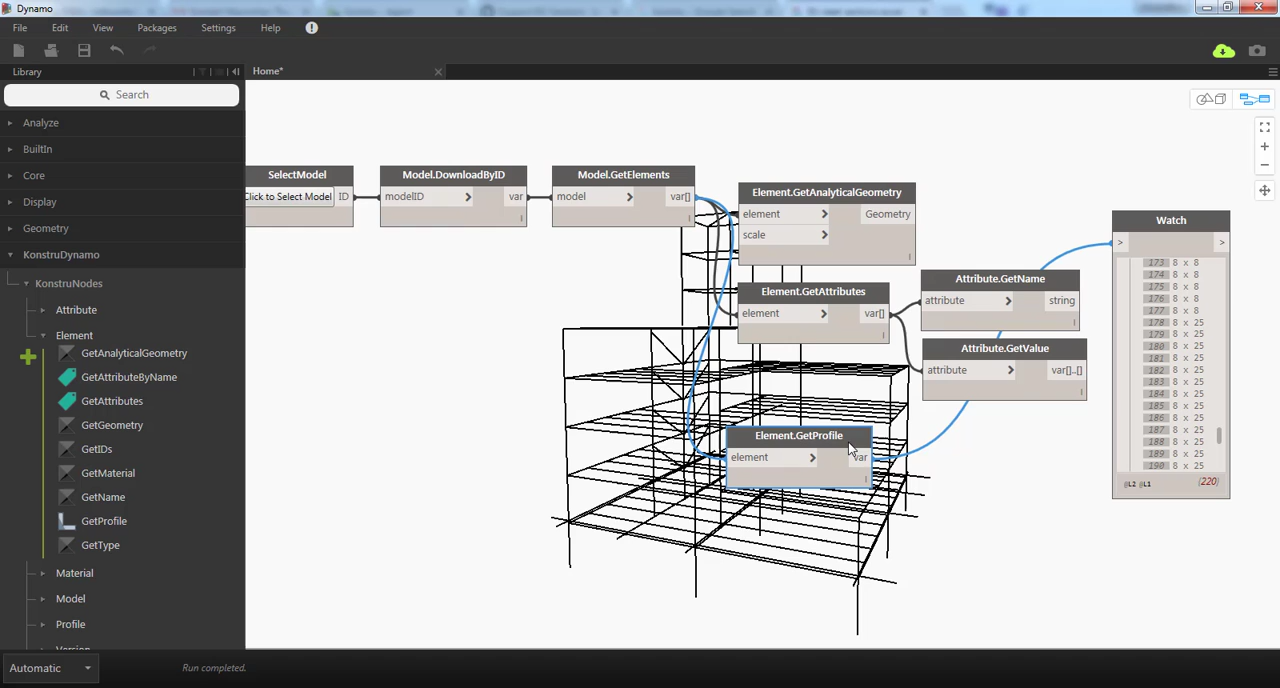 Dynamo
File Edit View Packages Settings Help !
Library
Home*
Search
Analyze
BuiltIn
Core
Display
Geometry
KonstruDynamo
KonstruNodes
Attribute
Element
GetAnalyticalGeometry
GetAttributeByName
GetAttributes
GetGeometry
GetIDs
GetMaterial
GetName
GetProfile
GetType
Material
Model
Profile
Automatic
Run completed.
SelectModel
Click to Select Model ID
Model.DownloadByID
modelID > var
l
Model.GetElements
model > var[]
l
Element.GetAnalyticalGeometry
element > Geometry
scale >
l
Element.GetAttributes
element > var[]
l
Attribute.GetName
attribute > string
l
Attribute.GetValue
attribute > var[]..[]
l
Element.GetProfile
element > var
l
Watch
> >
173 8 x 8
174 8 x 8
175 8 x 8
176 8 x 8
177 8 x 8
178 8 x 25
179 8 x 25
180 8 x 25
181 8 x 25
182 8 x 25
183 8 x 25
184 8 x 25
185 8 x 25
186 8 x 25
187 8 x 25
188 8 x 25
189 8 x 25
190 8 x 25
@L2 @L1 {220}